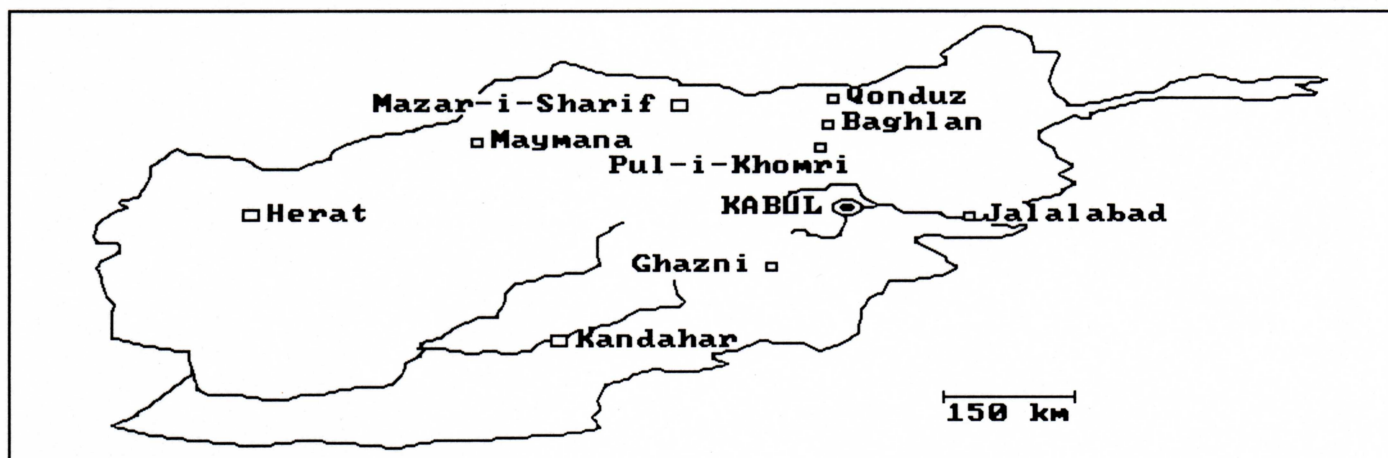 Qonduz
Mazar-i-Sharif
Baghlan
Maymana
Pul-i-Khomri
KABUL
Herat
Jalalabad
Ghazni
Kandahar
150 km